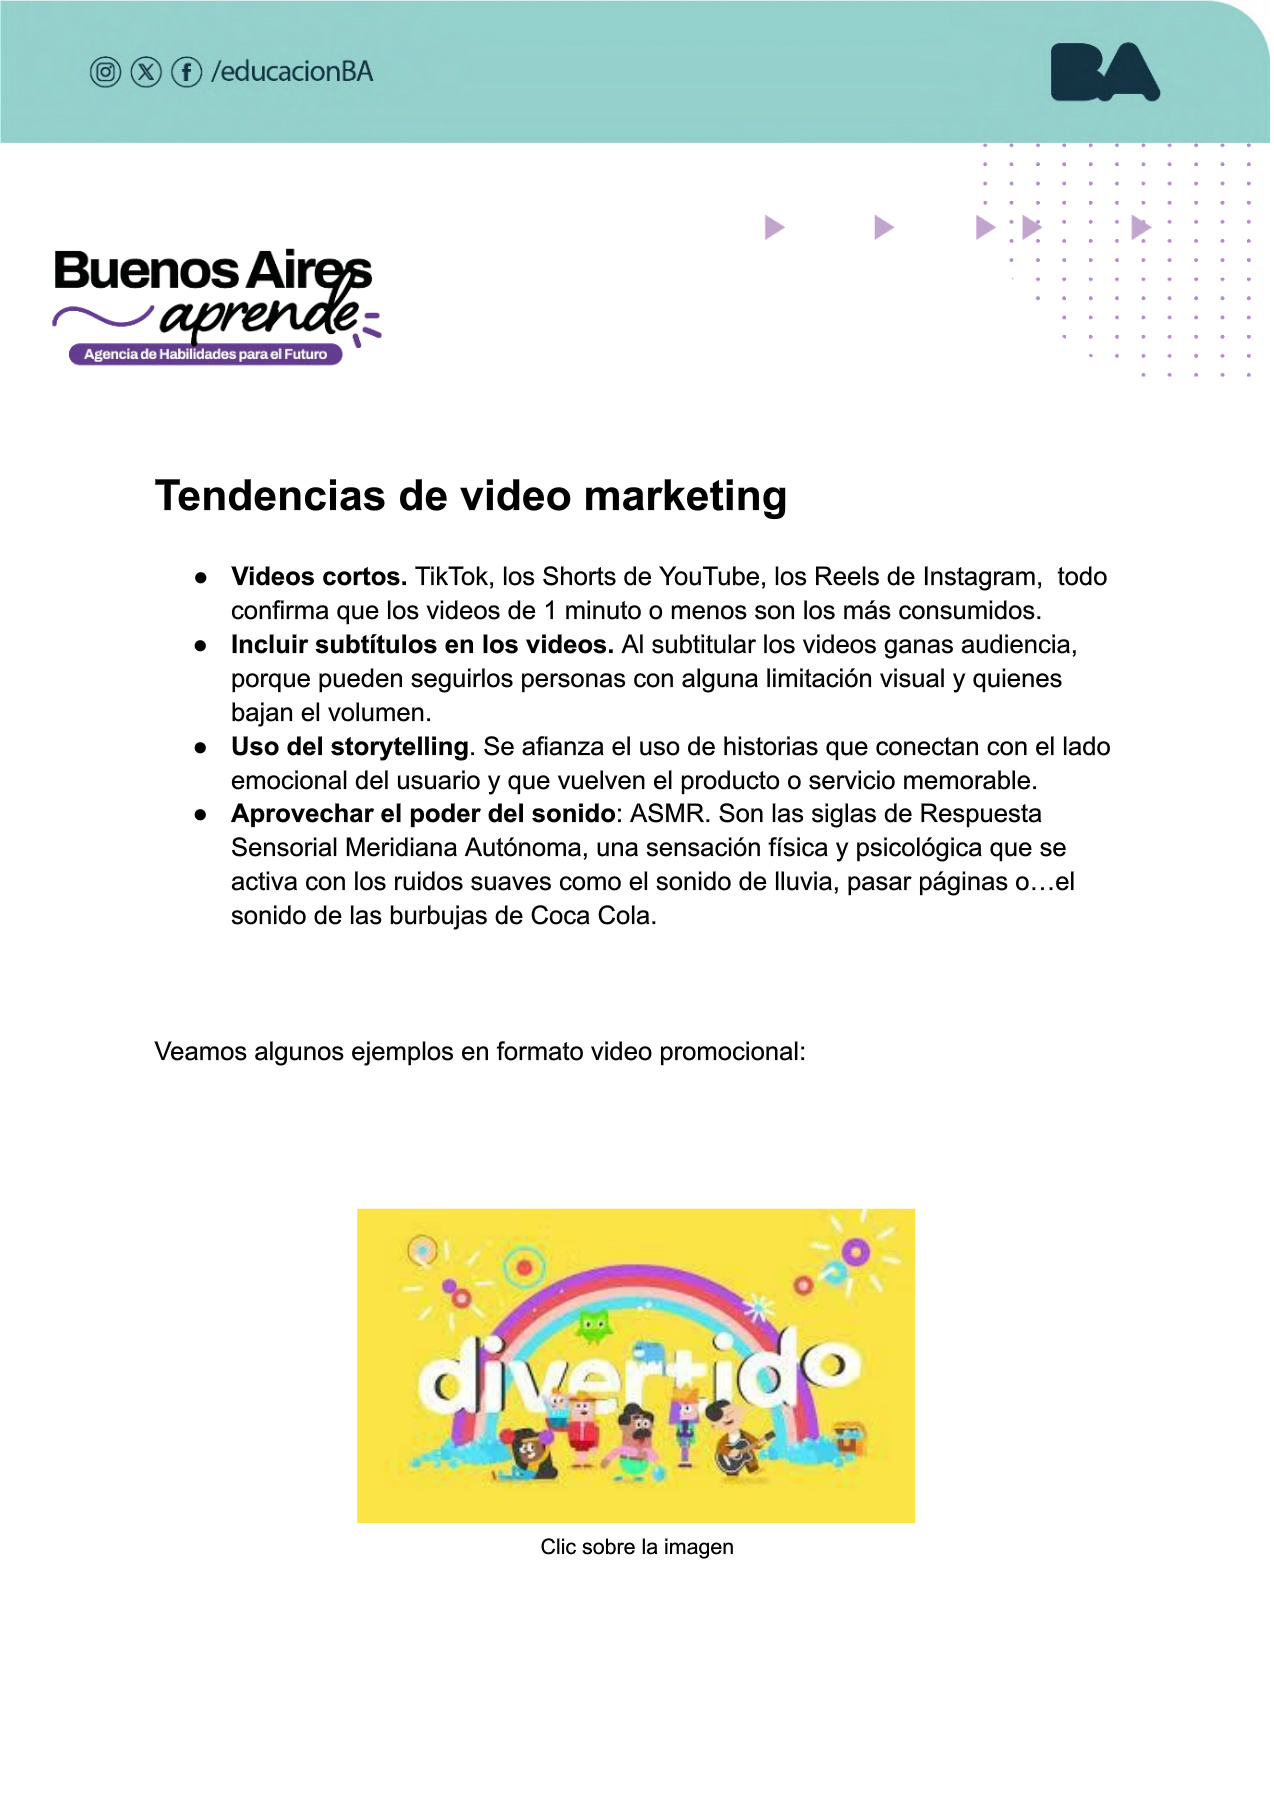 /educacionBA
BA
Buenos Aires
aprende
Agencia de Habilidades para el Futuro
Tendencias de video marketing
● Videos cortos. TikTok, los Shorts de YouTube, los Reels de Instagram,  todo
confirma que los videos de 1 minuto o menos son los más consumidos.
● Incluir subtítulos en los videos. Al subtitular los videos ganas audiencia,
porque pueden seguirlos personas con alguna limitación visual y quienes
bajan el volumen.
● Uso del storytelling. Se afianza el uso de historias que conectan con el lado
emocional del usuario y que vuelven el producto o servicio memorable.
● Aprovechar el poder del sonido: ASMR. Son las siglas de Respuesta
Sensorial Meridiana Autónoma, una sensación física y psicológica que se
activa con los ruidos suaves como el sonido de lluvia, pasar páginas o…el
sonido de las burbujas de Coca Cola.
Veamos algunos ejemplos en formato video promocional:
divertido
Clic sobre la imagen